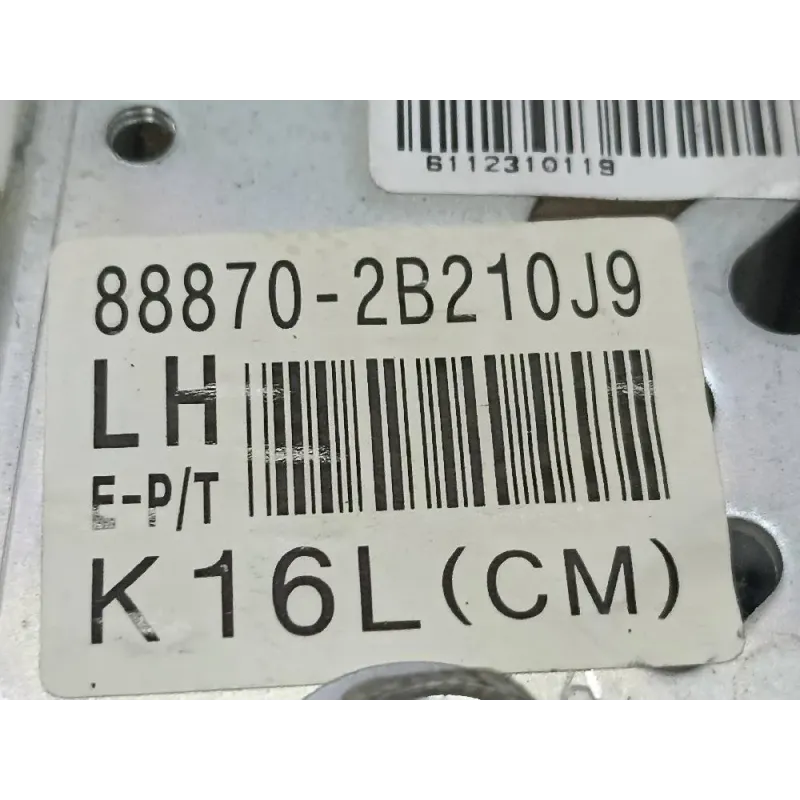 6112310119
88870-2B210J9
LH
E-P/T
K16L(CM)